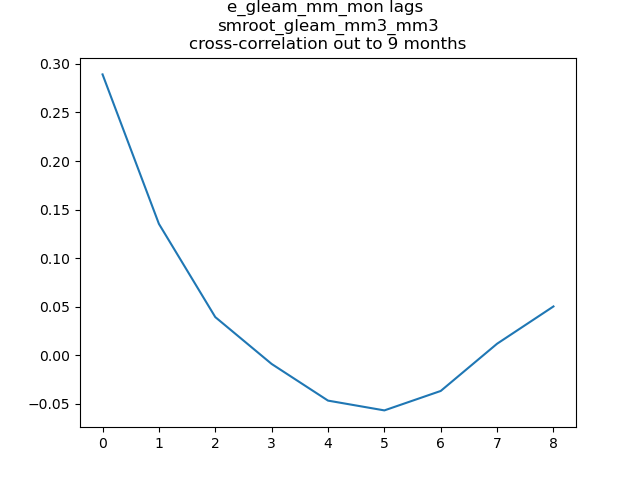 e_gleam_mm_mon lags
smroot_gleam_mm3_mm3
cross-correlation out to 9 months
0.30
0.25
0.20
0.15
0.10
0.05
0.00
−0.05
0 1 2 3 4 5 6 7 8